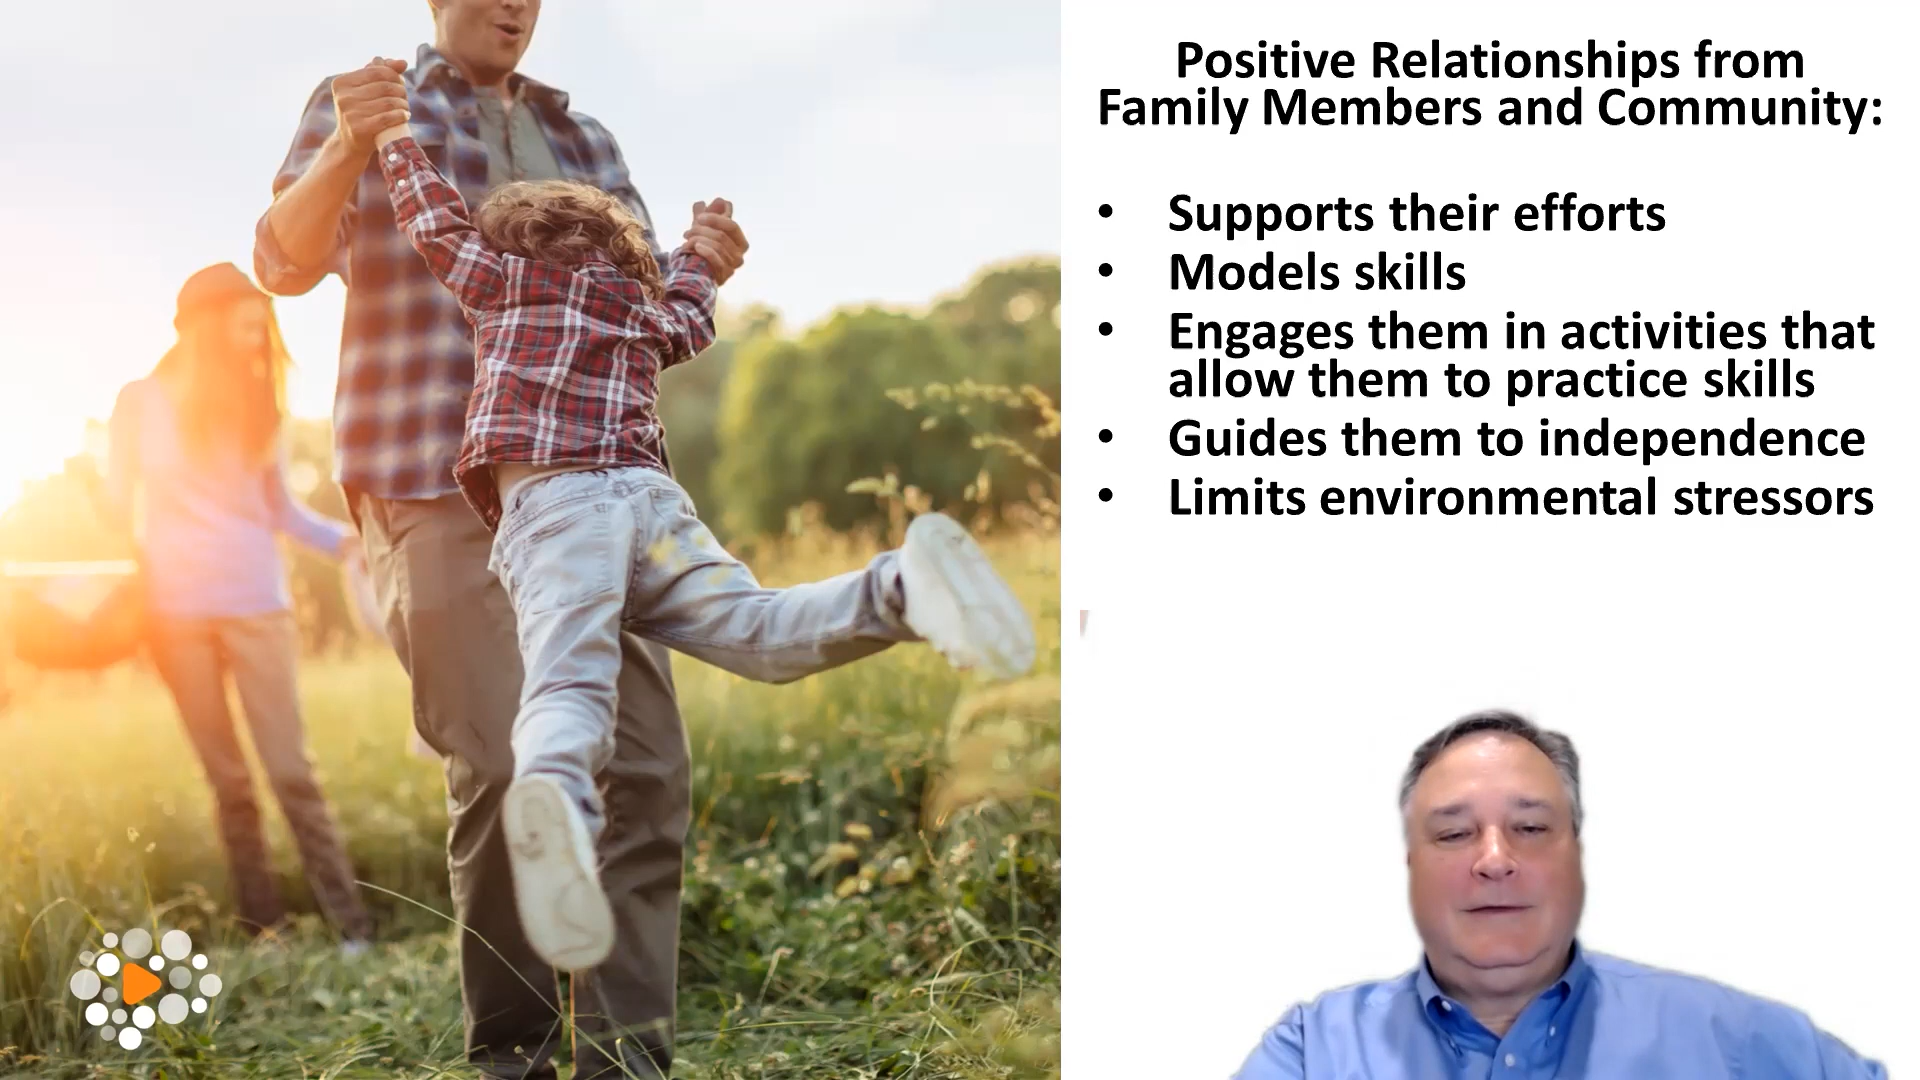 Positive Relationships from
Family Members and Community:
• Supports their efforts
• Models skills
• Engages them in activities that
allow them to practice skills
• Guides them to independence
• Limits environmental stressors